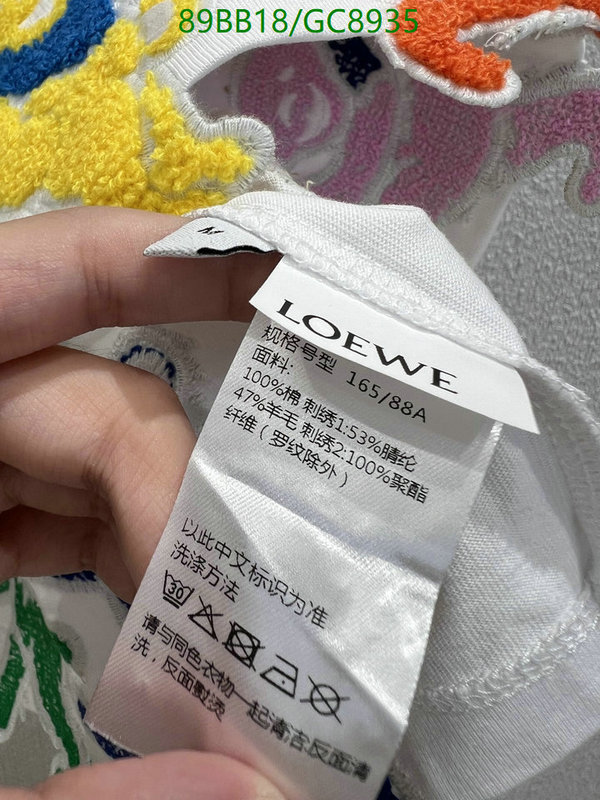 89BB18/GC8935
LOEWE
规格号型 165/88A
面料:
100%棉 刺绣1:53%腈纶
47%羊毛 刺绣2:100%聚酯
纤维（罗纹除外）
以此中文标识为准
洗涤方法
30
请与同色衣物一起清洁反面清
洗,反面熨烫